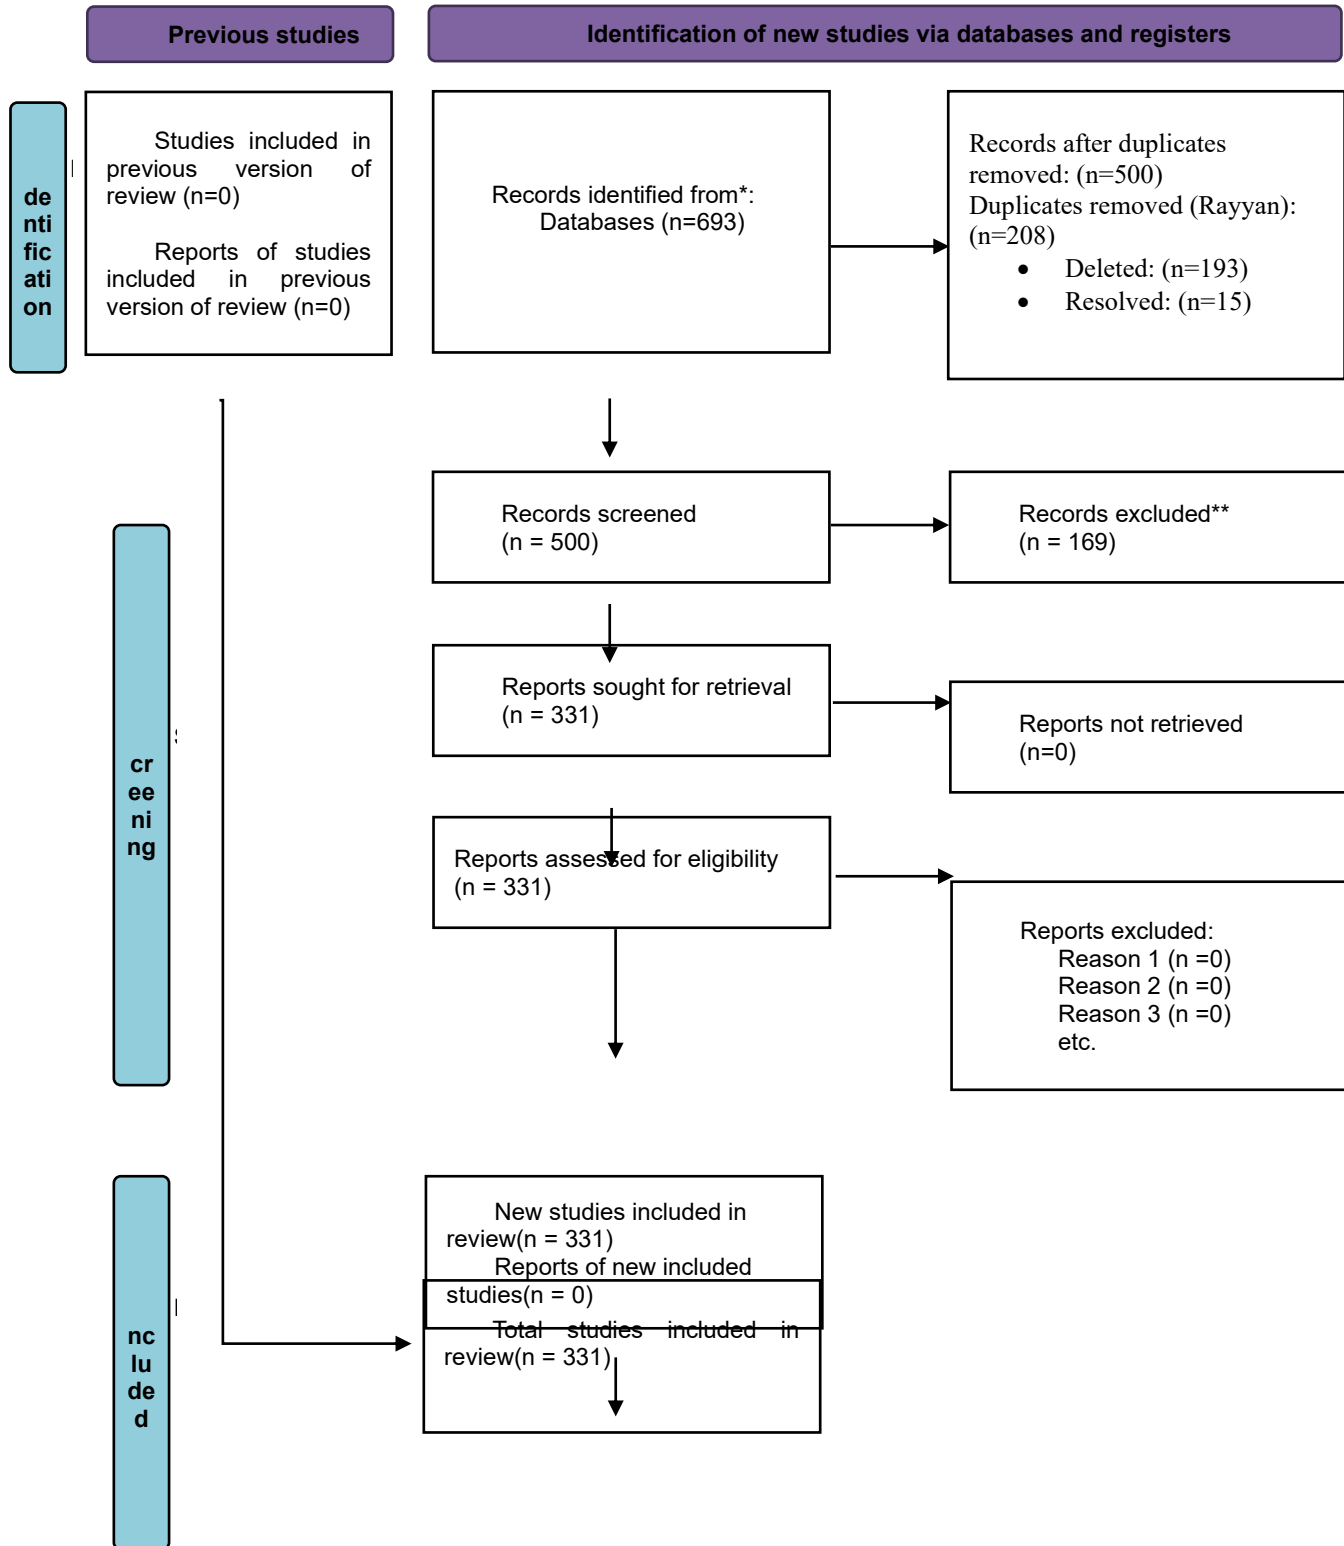 Previous studies
Identification of new studies via databases and registers
de
nti
fic
ati
on
Studies included in
previous version of
review (n=0)
Reports of studies
included in previous
version of review (n=0)
Records identified from*:
Databases (n=693)
Records after duplicates
removed: (n=500)
Duplicates removed (Rayyan):
(n=208)
• Deleted: (n=193)
• Resolved: (n=15)
cr
ee
ni
ng
Records screened
(n = 500)
Records excluded**
(n = 169)
Reports sought for retrieval
(n = 331)
Reports not retrieved
(n=0)
Reports assessed for eligibility
(n = 331)
Reports excluded:
Reason 1 (n =0)
Reason 2 (n =0)
Reason 3 (n =0)
etc.
nc
lu
de
d
New studies included in
review(n = 331)
Reports of new included
studies(n = 0)
Total studies included in
review(n = 331)